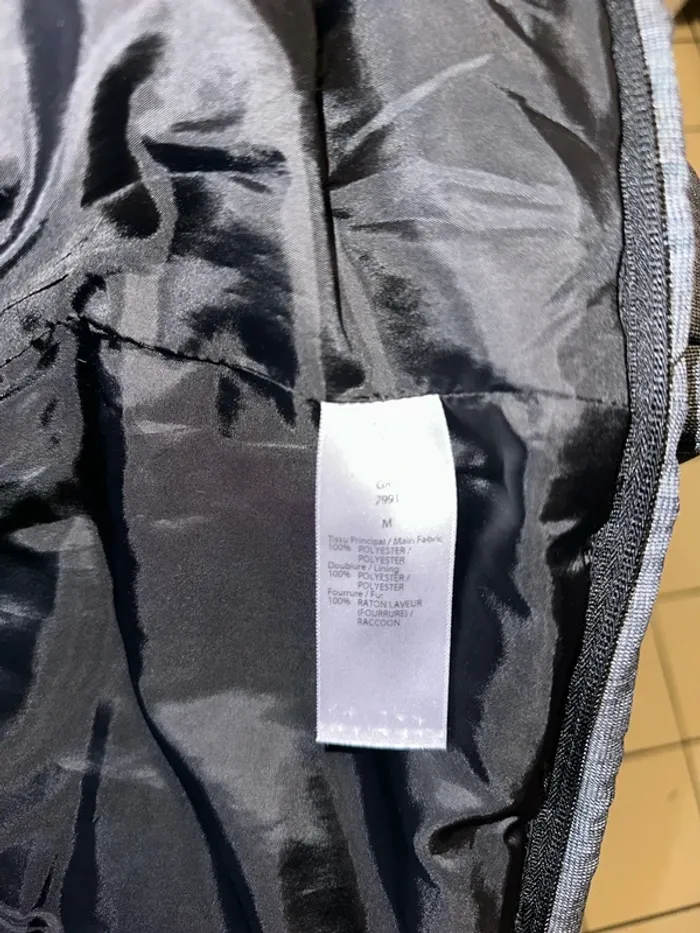 7991
M
Tissu Principal / Main Fabric
100% POLYESTER /
POLYESTER
Doublure / Lining
100% POLYESTER /
POLYESTER
Fourrure / Fur
100% RATON LAVEUR
(FOURRURE) /
RACCOON